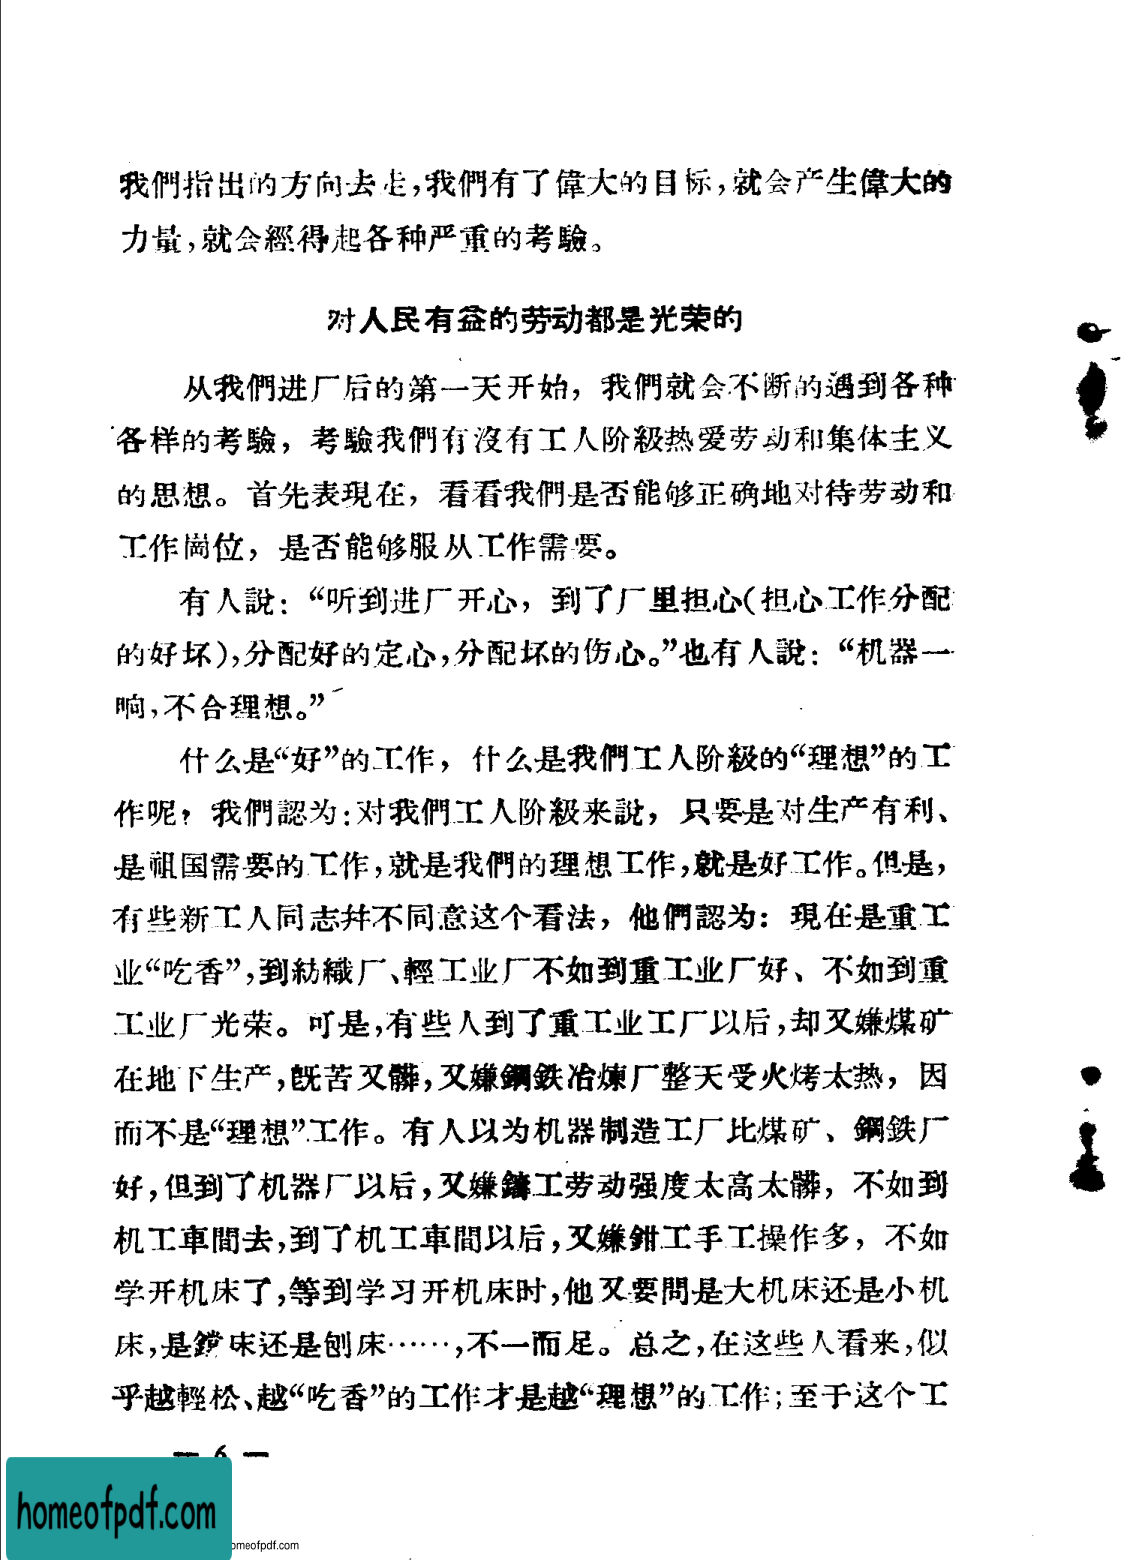 我們指出的方向去走,我們有了偉大的目标,就会产生偉大的
力量,就会經得起各种严重的考驗。
对人民有益的劳动都是光荣的
从我們进厂后的第一天开始，我們就会不断的遇到各种
各样的考驗，考驗我們有沒有工人阶級热爱劳动和集体主义
的思想。首先表現在，看看我們是否能够正确地对待劳动和
工作崗位，是否能够服从工作需要。
有人說：“听到进厂开心，到了厂里担心(担心工作分配
的好坏),分配好的定心,分配坏的伤心。”也有人說：“机器一
响,不合理想。”
什么是“好”的工作，什么是我們工人阶級的“理想”的工
作呢？我們認为:对我們工人阶級来說，只要是对生产有利、
是祖国需要的工作,就是我們的理想工作,就是好工作。但是,
有些新工人同志幷不同意这个看法，他們認为：現在是重工
业“吃香”,到紡織厂、輕工业厂不如到重工业厂好、不如到重
工业厂光荣。可是,有些人到了重工业工厂以后,却又嫌煤矿
在地下生产,旣苦又髒,又嫌鋼鉄冶煉厂整天受火烤太热，因
而不是“理想”工作。有人以为机器制造工厂比煤矿、鋼鉄厂
好,但到了机器厂以后,又嫌鑄工劳动强度太高太髒，不如到
机工車間去,到了机工車間以后,又嫌鉗工手工操作多，不如
学开机床了,等到学习开机床时,他又要問是大机床还是小机
床,是鏜床还是刨床……,不一而足。总之,在这些人看来,似
乎越輕松、越“吃香”的工作才是越“理想”的工作;至于这个工
— 6 —
homeofpdf.com
omeofpdf.com